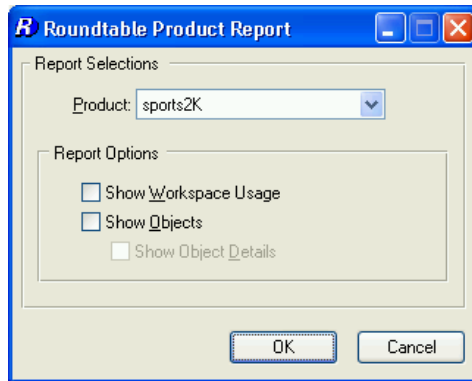 R Roundtable Product Report
Report Selections
Product: sports2K
Report Options
Show Workspace Usage
Show Objects
Show Object Details
OK Cancel